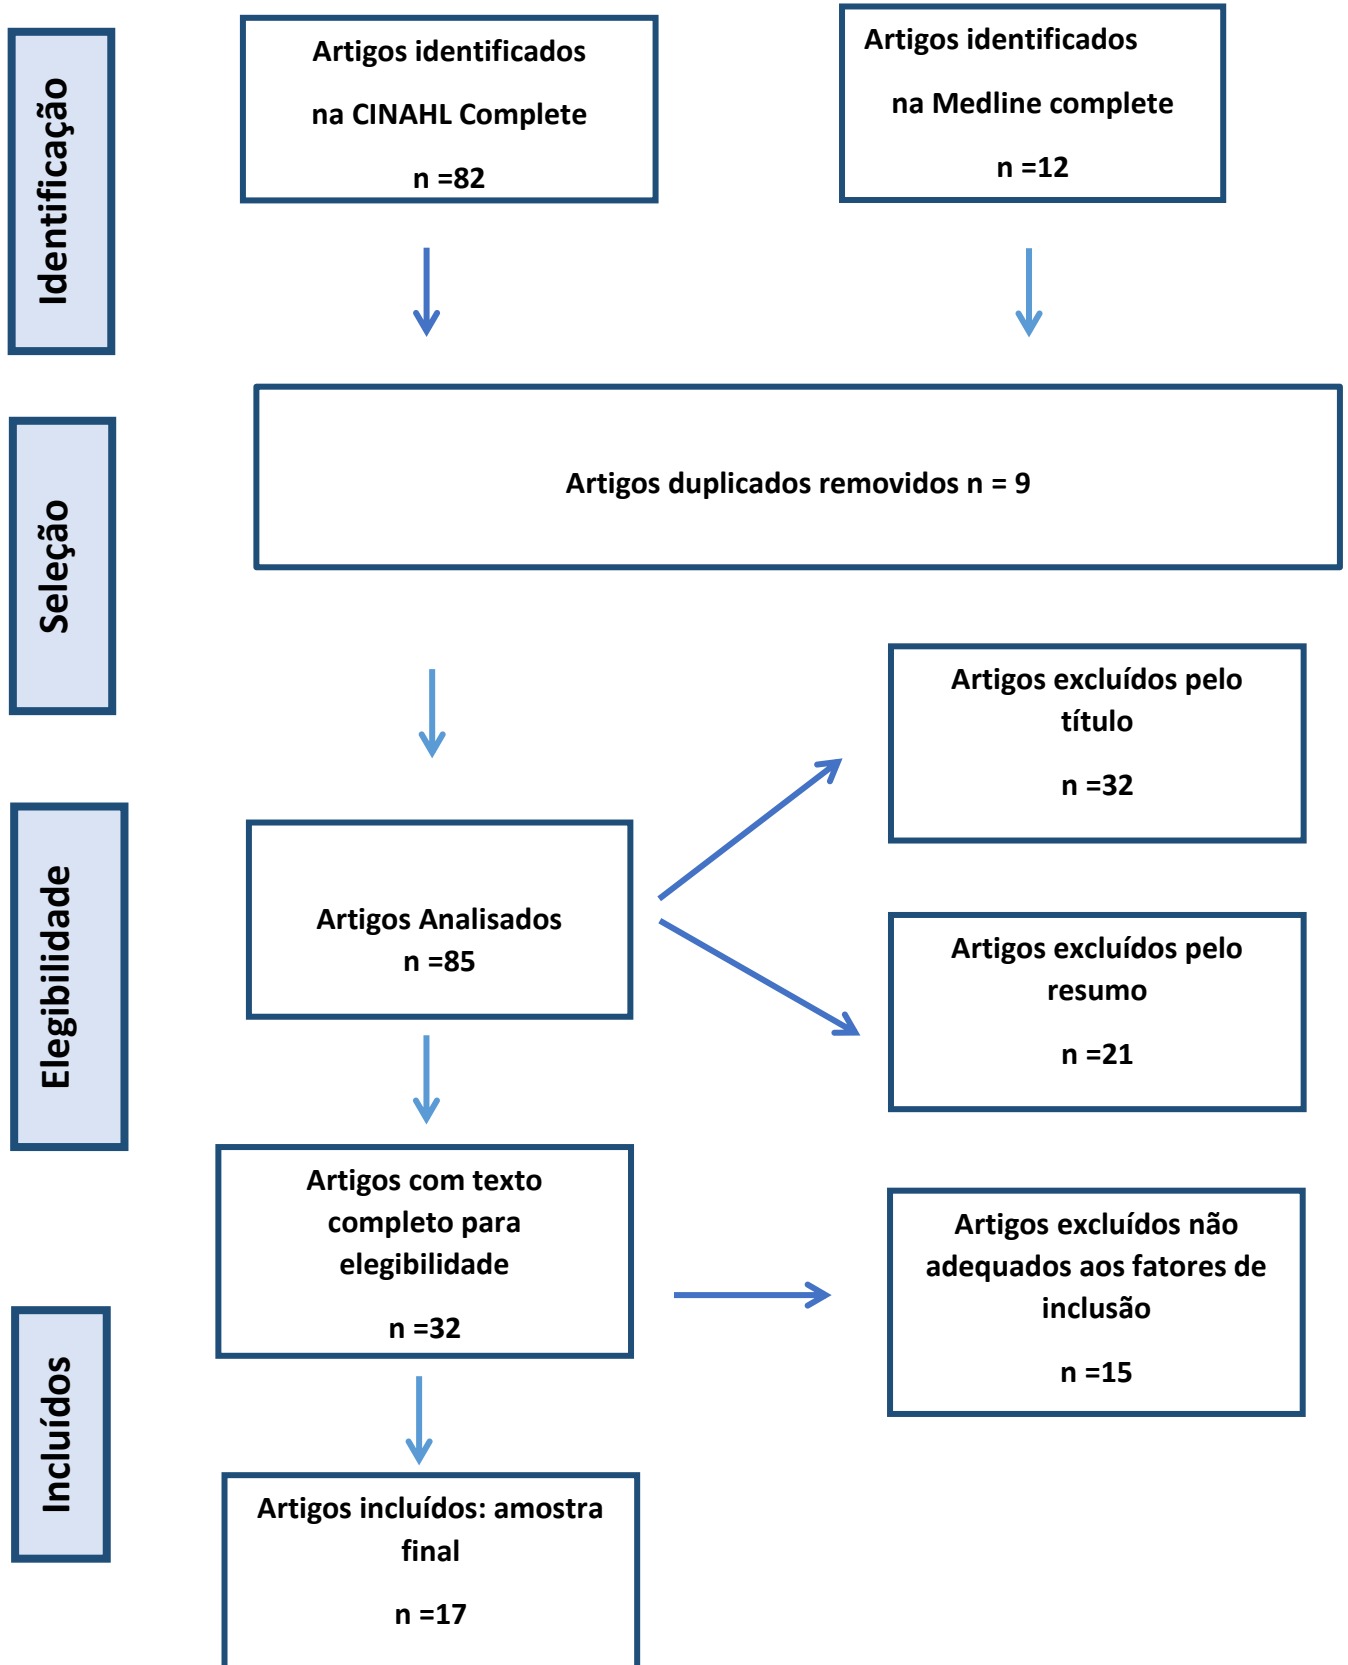 Identificação
Artigos identificados
na CINAHL Complete
n =82
Artigos identificados
na Medline complete
n =12
Seleção
Artigos duplicados removidos n = 9
Elegibilidade
Artigos Analisados
n =85
Artigos excluídos pelo
título
n =32
Artigos excluídos pelo
resumo
n =21
Artigos com texto
completo para
elegibilidade
n =32
Artigos excluídos não
adequados aos fatores de
inclusão
n =15
Incluídos
Artigos incluídos: amostra
final
n =17